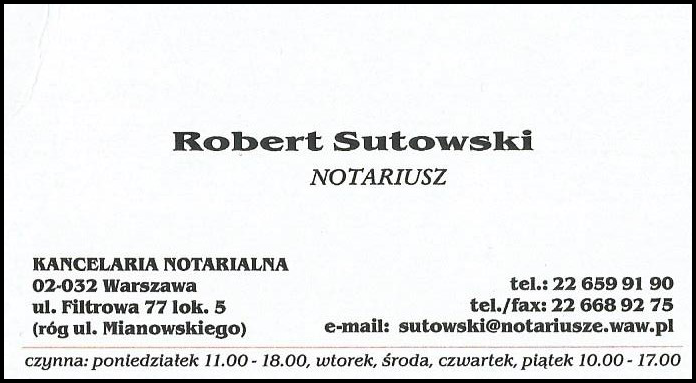 Robert Sutowski
NOTARIUSZ
KANCELARIA NOTARIALNA
02-032 Warszawa
ul. Filtrowa 77 lok. 5
(róg ul. Mianowskiego)
tel.: 22 659 91 90
tel./fax: 22 668 92 75
e-mail: sutowski@notariusze.waw.pl
czynna: poniedziałek 11.00 - 18.00, wtorek, środa, czwartek, piątek 10.00 - 17.00